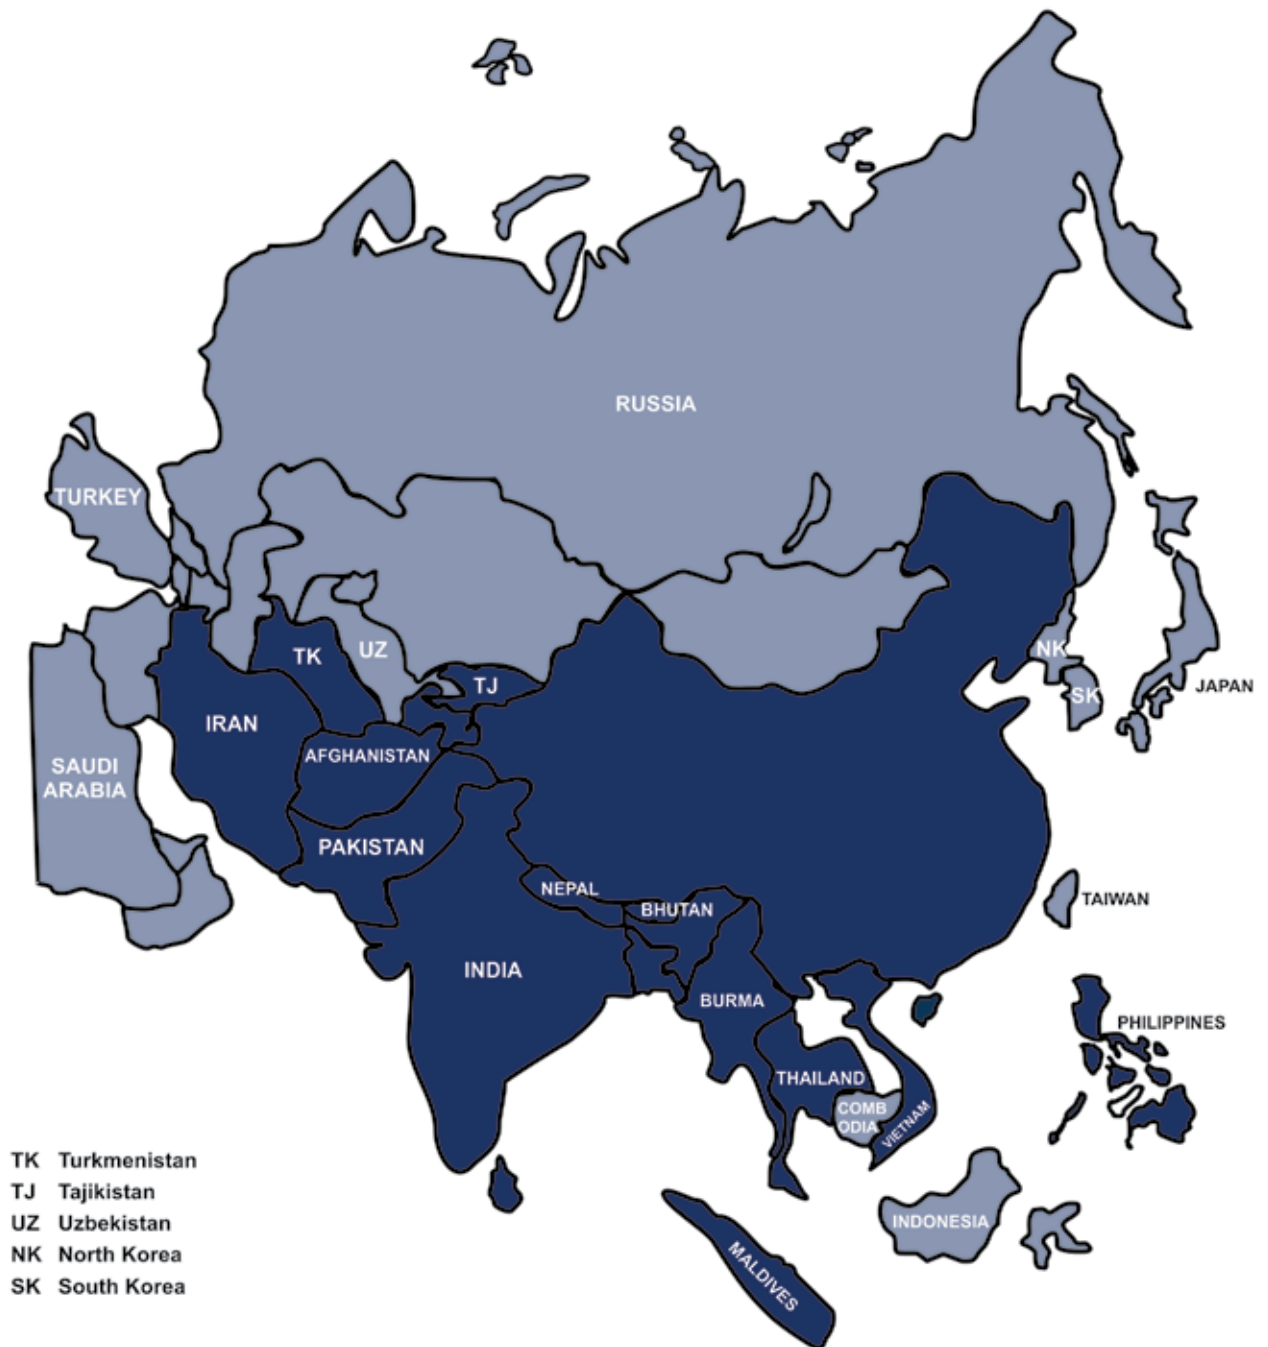 RUSSIA
TURKEY
UZ
TK
TJ
NK
SK
JAPAN
IRAN
AFGHANISTAN
SAUDI
ARABIA
PAKISTAN
NEPAL
BHUTAN
TAIWAN
INDIA
BURMA
PHILIPPINES
THAILAND
COMB
ODIA
VIETNAM
INDONESIA
MALDIVES
TK Turkmenistan
TJ Tajikistan
UZ Uzbekistan
NK North Korea
SK South Korea